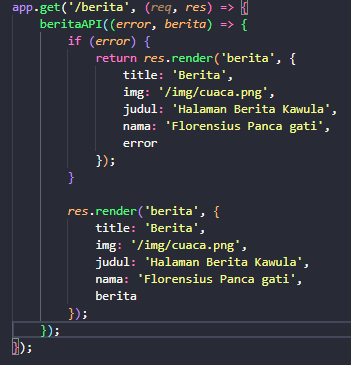 app.get('/berita', (req, res) => {
    beritaAPI((error, berita) => {
        if (error) {
            return res.render('berita', {
                title: 'Berita',
                img: '/img/cuaca.png',
                judul: 'Halaman Berita Kawula',
                nama: 'Florensius Panca gati',
                error
            });
        }

        res.render('berita', {
            title: 'Berita',
            img: '/img/cuaca.png',
            judul: 'Halaman Berita Kawula',
            nama: 'Florensius Panca gati',
            berita
        });
    });
});